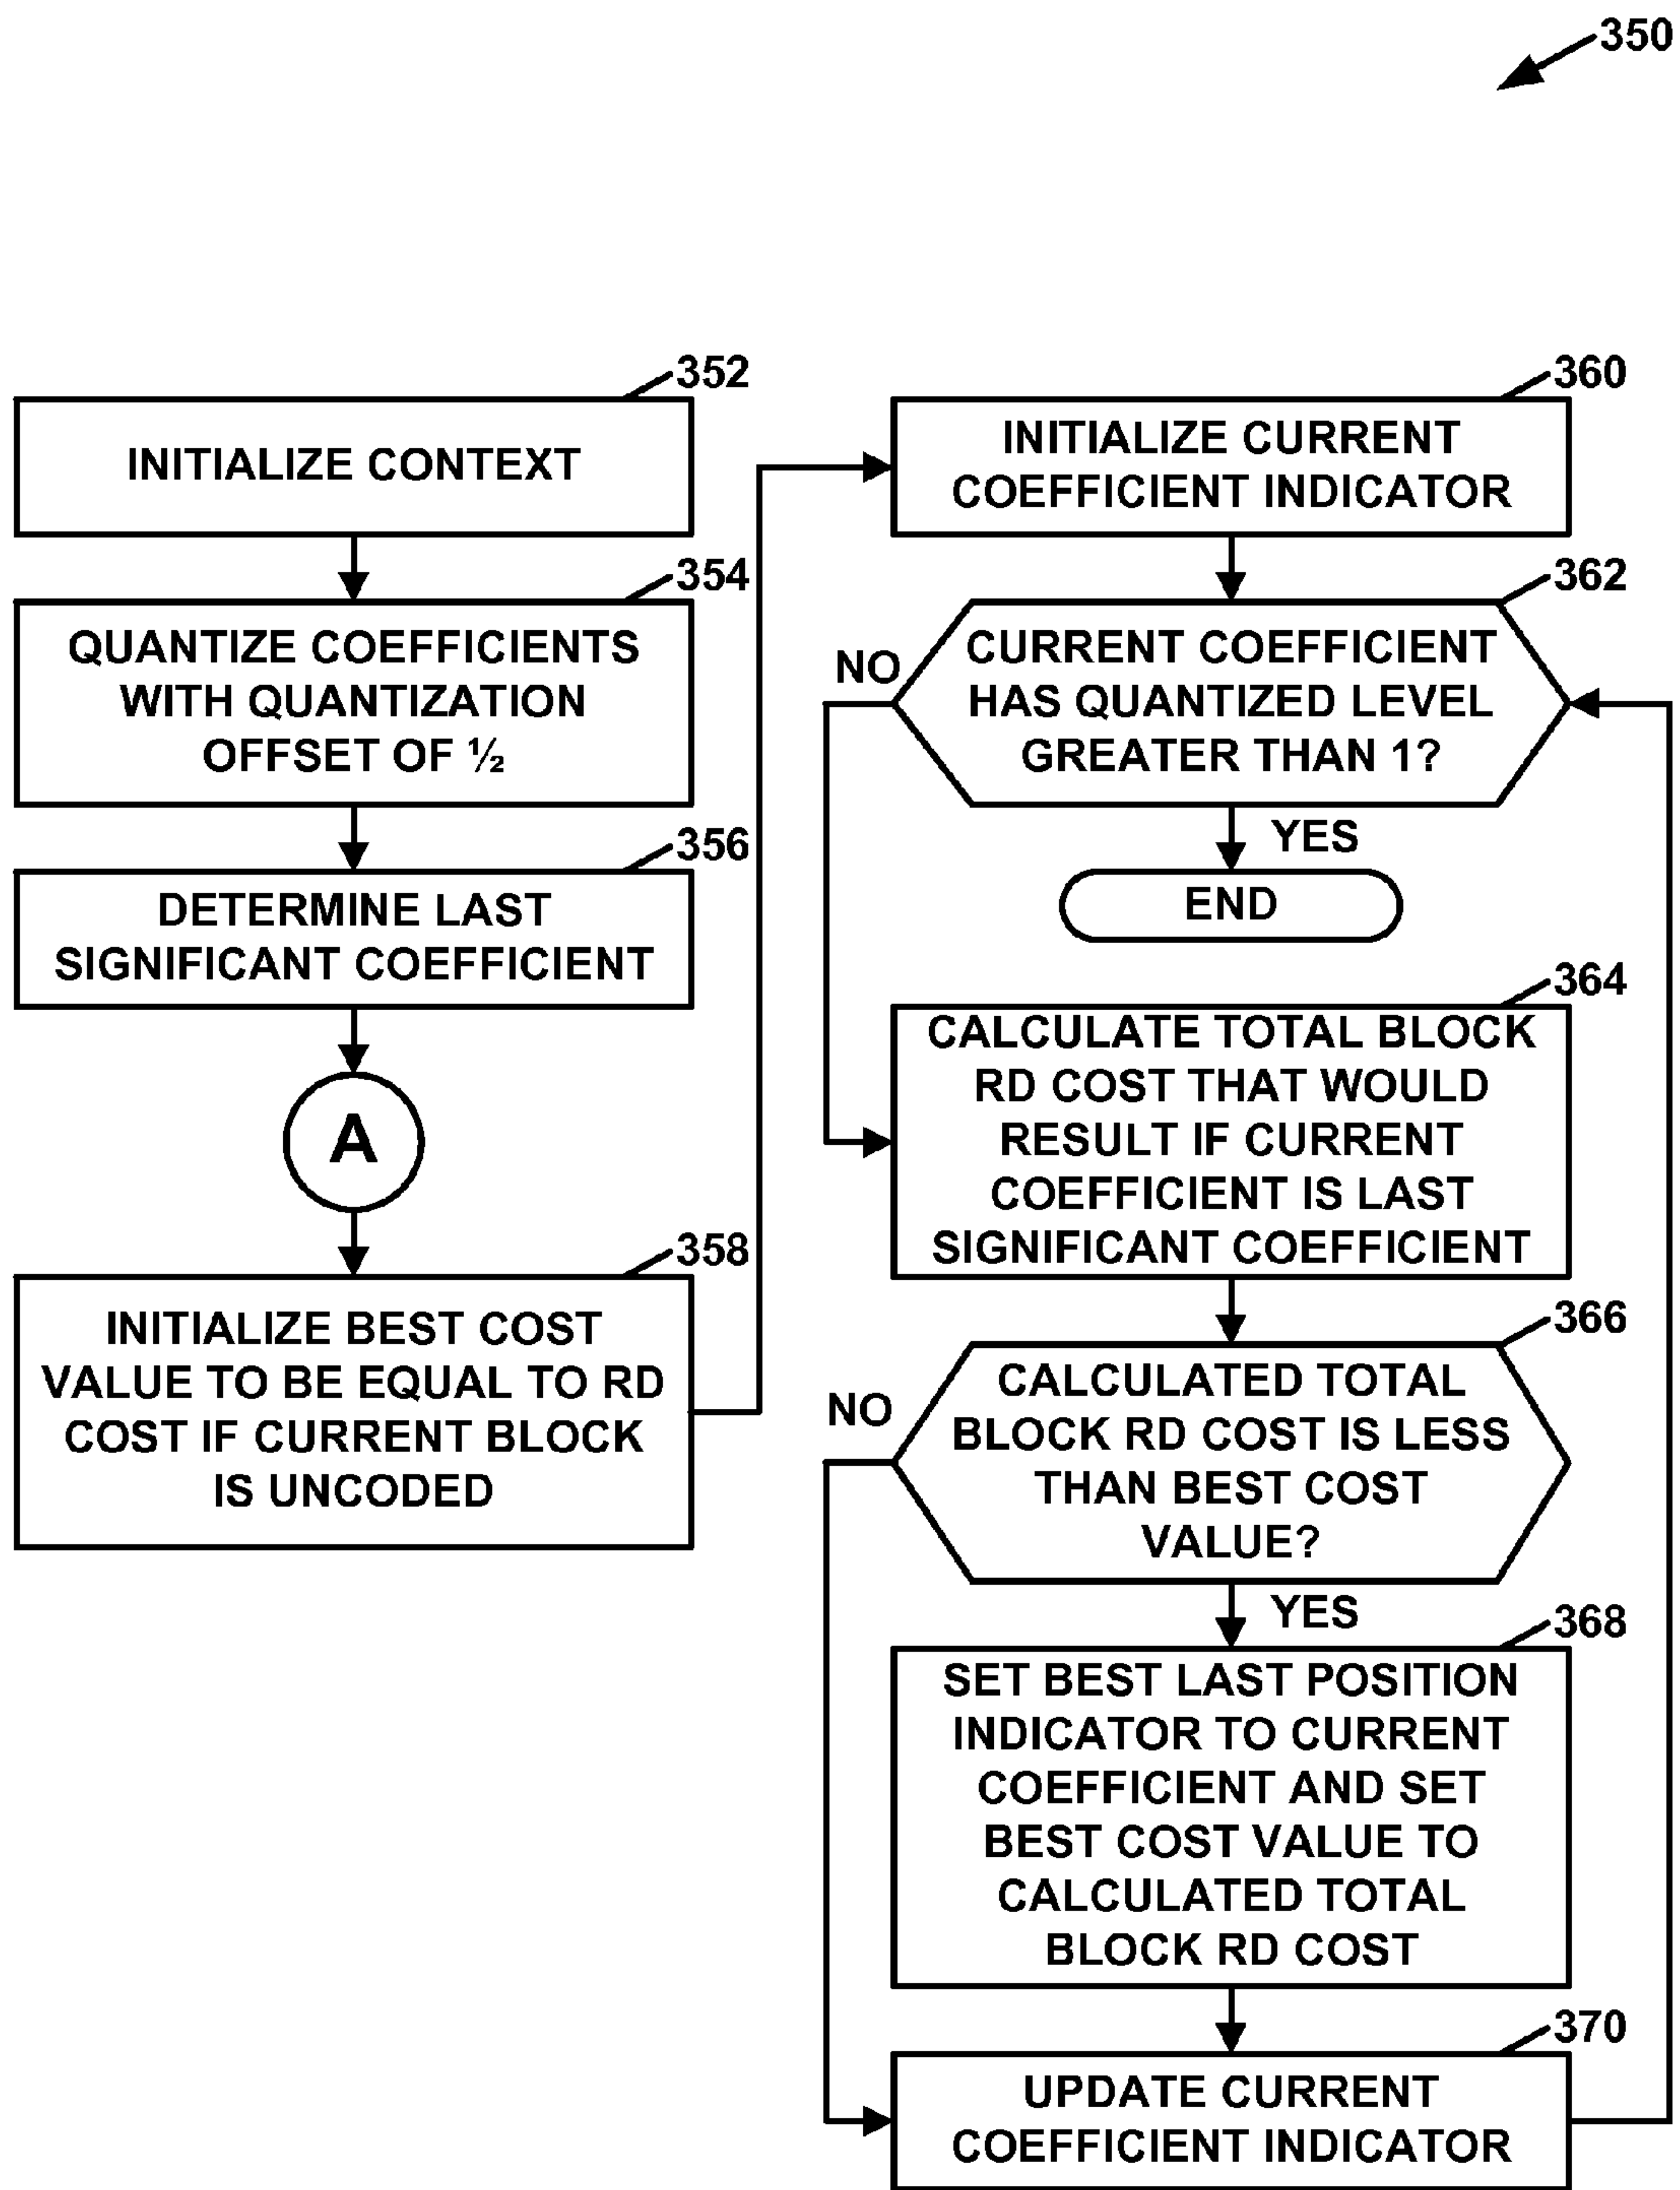 350
352
INITIALIZE CONTEXT
354
QUANTIZE COEFFICIENTS
WITH QUANTIZATION
OFFSET OF ½
356
DETERMINE LAST
SIGNIFICANT COEFFICIENT
A
358
INITIALIZE BEST COST
VALUE TO BE EQUAL TO RD
COST IF CURRENT BLOCK
IS UNCODED
360
INITIALIZE CURRENT
COEFFICIENT INDICATOR
362
CURRENT COEFFICIENT
HAS QUANTIZED LEVEL
GREATER THAN 1?
NO
YES
END
364
CALCULATE TOTAL BLOCK
RD COST THAT WOULD
RESULT IF CURRENT
COEFFICIENT IS LAST
SIGNIFICANT COEFFICIENT
366
CALCULATED TOTAL
BLOCK RD COST IS LESS
THAN BEST COST
VALUE?
NO
YES
368
SET BEST LAST POSITION
INDICATOR TO CURRENT
COEFFICIENT AND SET
BEST COST VALUE TO
CALCULATED TOTAL
BLOCK RD COST
370
UPDATE CURRENT
COEFFICIENT INDICATOR